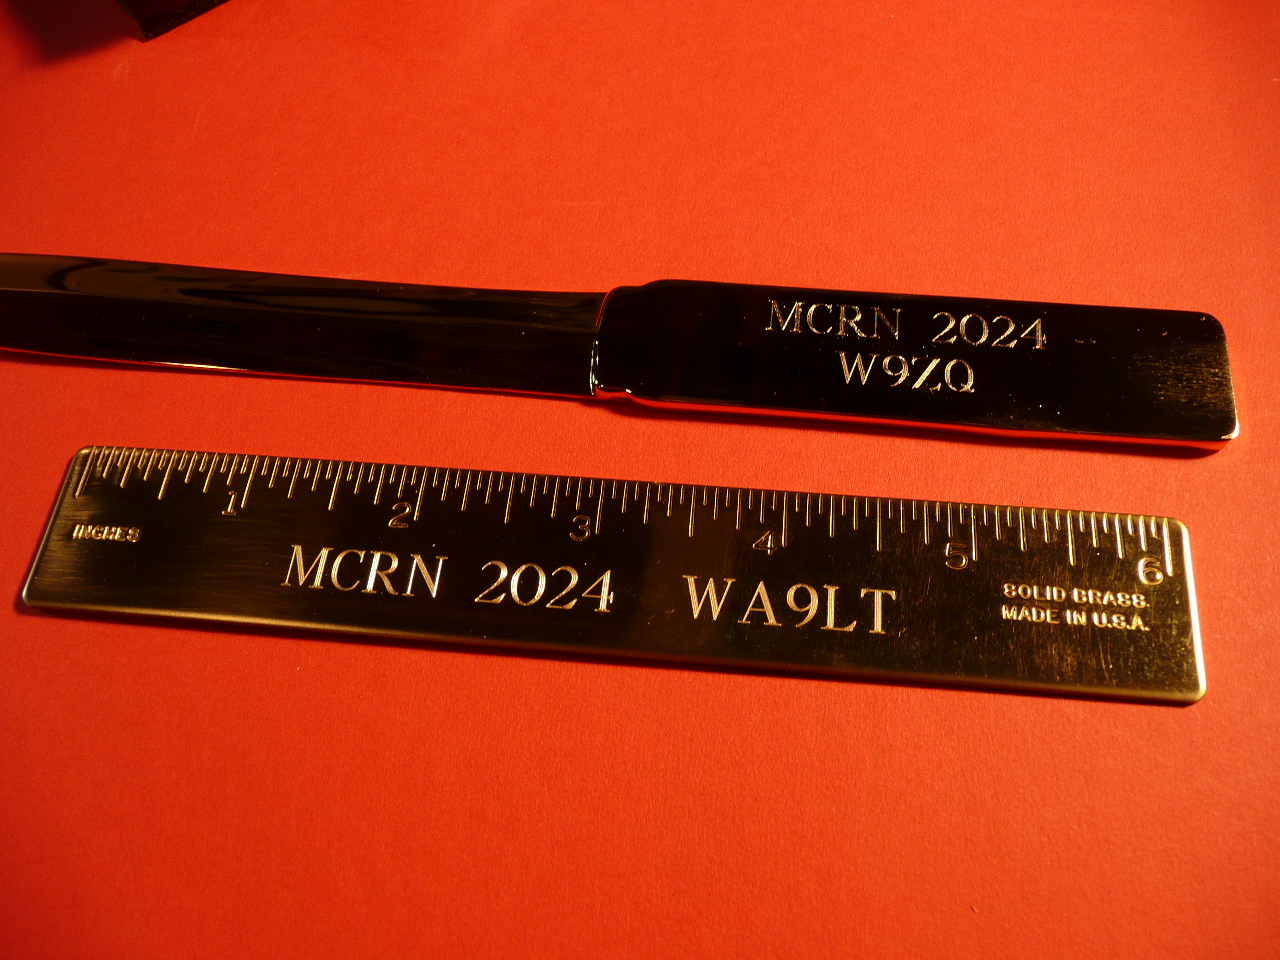 MCRN 2024
W9ZQ
1 2 3 4 5 6
INCHES
MCRN 2024 WA9LT
SOLID BRASS
MADE IN U.S.A.